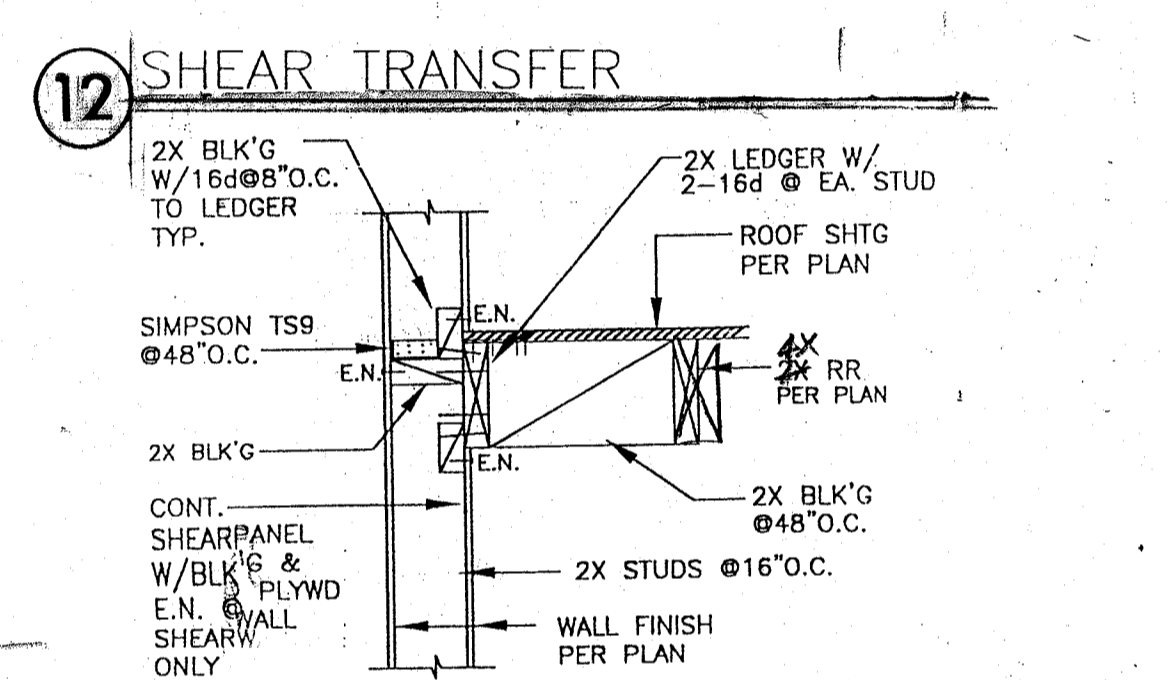 12
SHEAR TRANSFER
2X BLK'G
W/16d@8"O.C.
TO LEDGER
TYP.
2X LEDGER W/
2-16d @ EA. STUD
ROOF SHTG
PER PLAN
E.N.
SIMPSON TS9
@48"O.C.
E.N.
4X
2X RR
PER PLAN
2X BLK'G
E.N.
2X BLK'G
@48"O.C.
CONT.
SHEARPANEL
W/BLK'G &
PLYWD
E.N. @
WALL
SHEARW
ONLY
2X STUDS @16"O.C.
WALL FINISH
PER PLAN